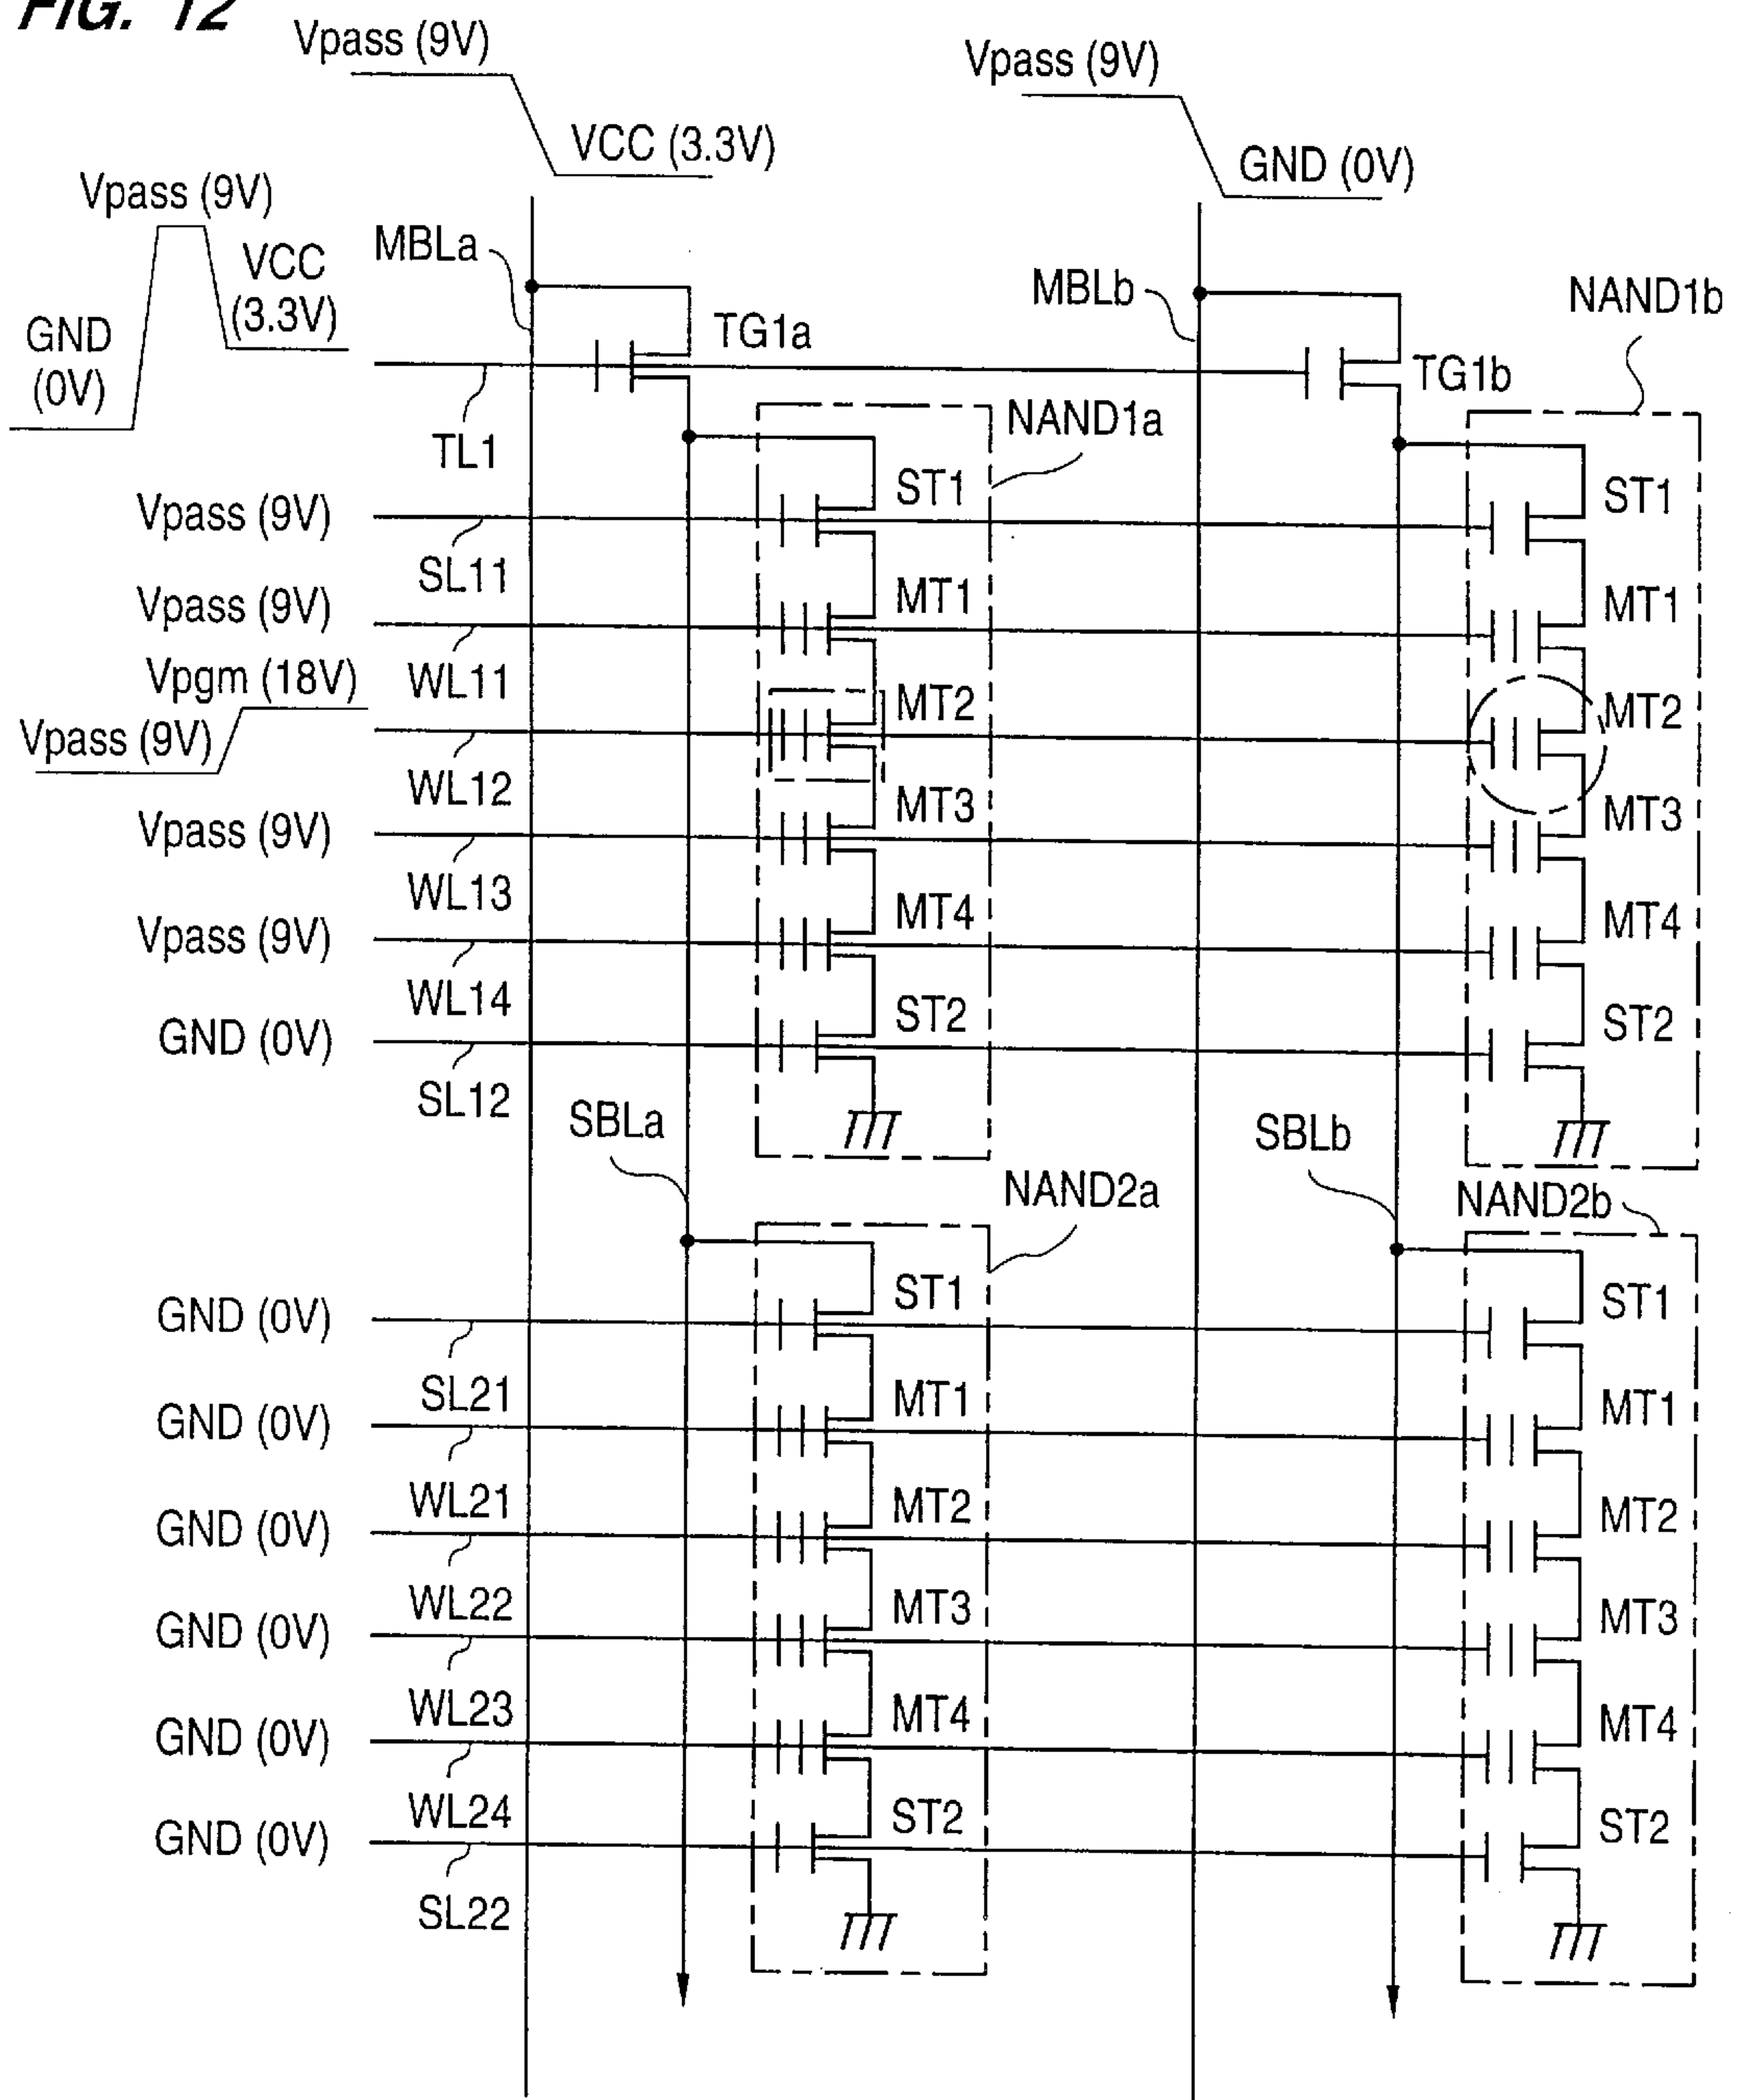 FIG. 12
Vpass (9V)
Vpass (9V)
VCC (3.3V)
GND (0V)
Vpass (9V)
VCC
(3.3V)
GND
(0V)
MBLa
MBLb
NAND1b
TG1a
TG1b
TL1
NAND1a
Vpass (9V)
SL11
ST1
ST1
Vpass (9V)
WL11
MT1
MT1
Vpgm (18V)
Vpass (9V)
WL12
MT2
MT2
Vpass (9V)
WL13
MT3
MT3
Vpass (9V)
WL14
MT4
MT4
GND (0V)
SL12
ST2
ST2
SBLa
SBLb
NAND2a
NAND2b
GND (0V)
SL21
ST1
ST1
GND (0V)
WL21
MT1
MT1
GND (0V)
WL22
MT2
MT2
GND (0V)
WL23
MT3
MT3
GND (0V)
WL24
MT4
MT4
GND (0V)
SL22
ST2
ST2